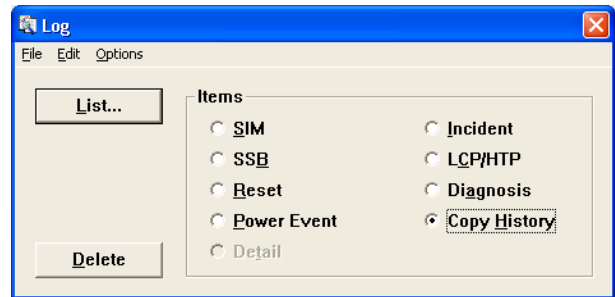 Log
File Edit Options
List...
Items
SIM
Incident
SSB
LCP/HTP
Reset
Diagnosis
Power Event
Copy History
Detail
Delete